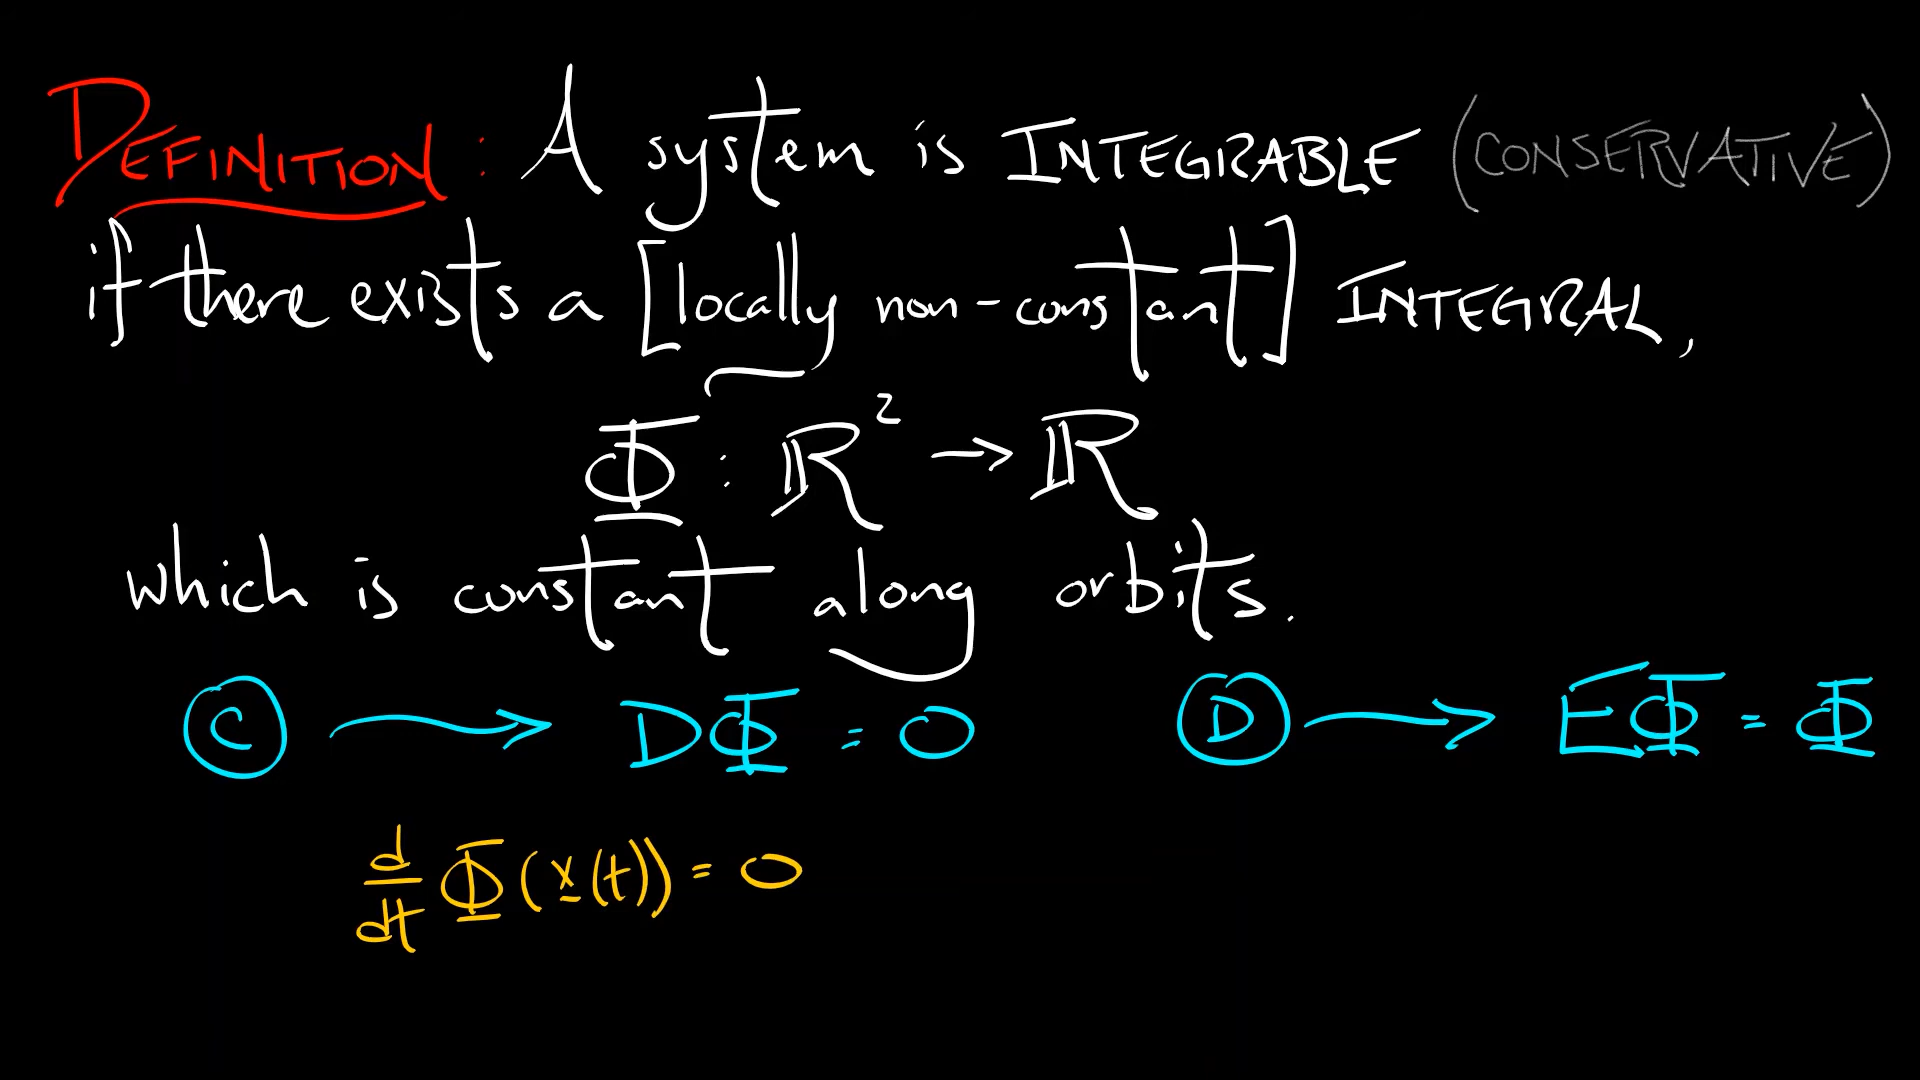 DEFINITION: A system is INTEGRABLE (CONSERVATIVE)
if there exists a [locally non-constant] INTEGRAL,
Φ : ℝ² → ℝ
which is constant along orbits.
Ⓒ → DΦ = 0 Ⓓ → EΦ = Φ
d/dt Φ(x(t)) = 0